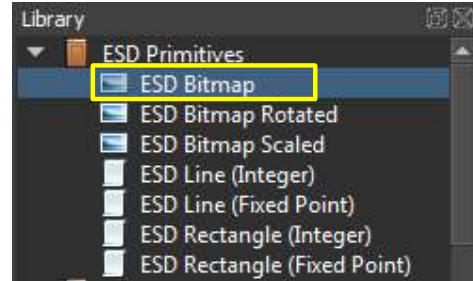 Library
ESD Primitives
ESD Bitmap
ESD Bitmap Rotated
ESD Bitmap Scaled
ESD Line (Integer)
ESD Line (Fixed Point)
ESD Rectangle (Integer)
ESD Rectangle (Fixed Point)